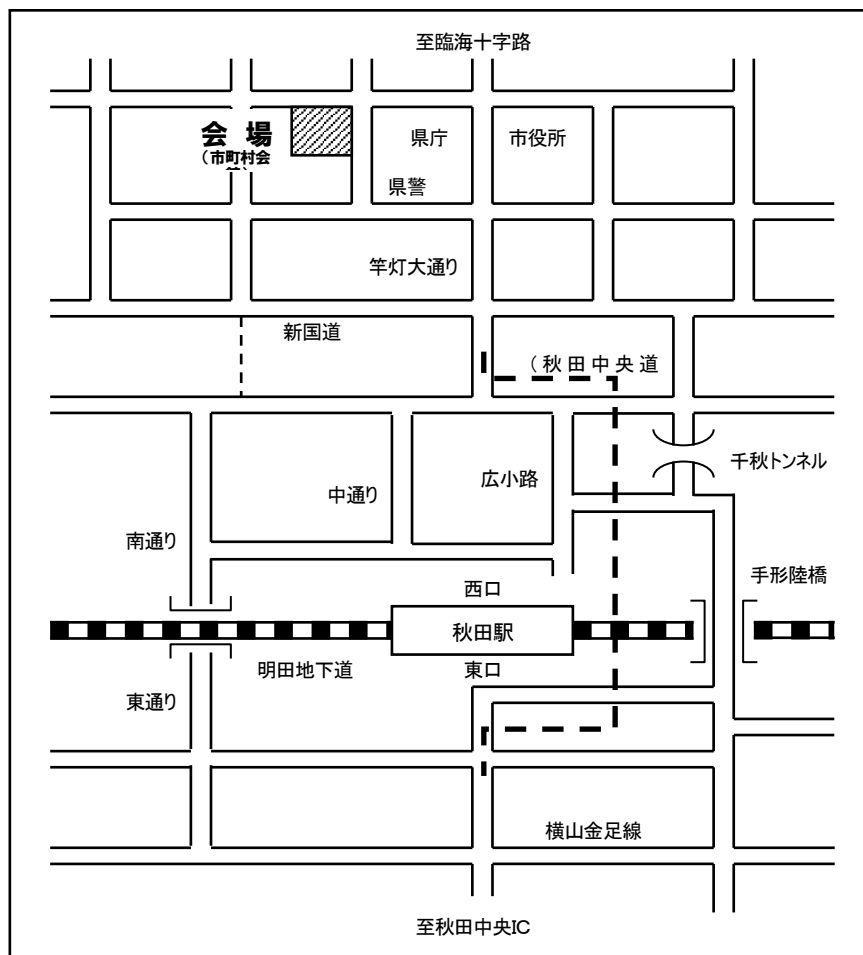 至臨海十字路
会 場
（市町村会
県庁
市役所
県警
竿灯大通り
新国道
（秋田中央道
千秋トンネル
広小路
中通り
南通り
手形陸橋
西口
秋田駅
明田地下道
東口
東通り
横山金足線
至秋田中央IC